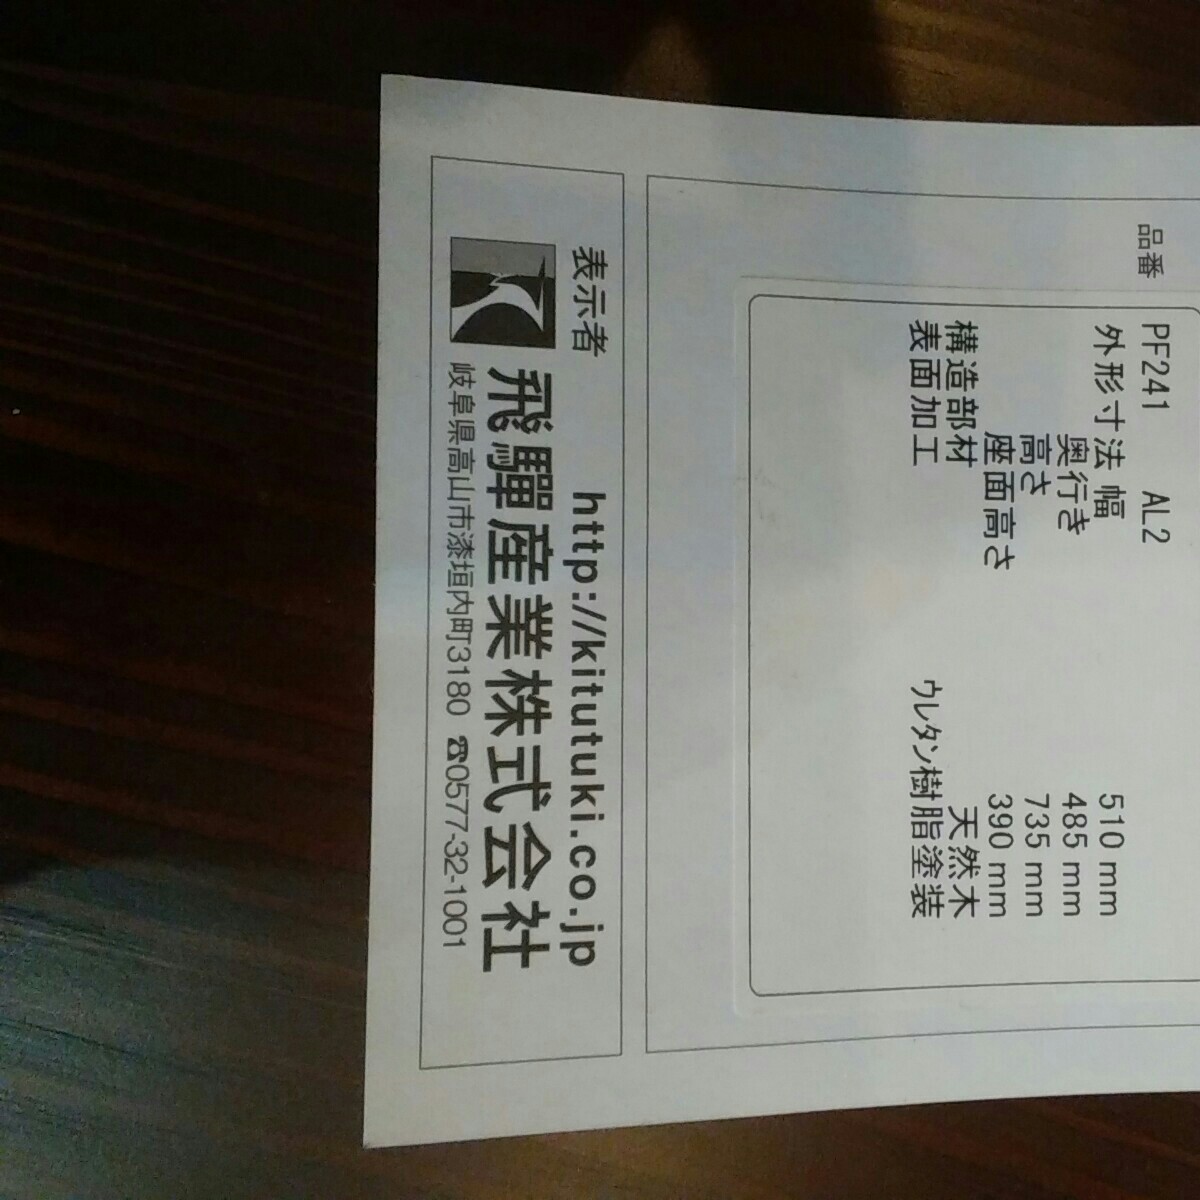 品番 PF241 AL2
外形寸法 幅 510 mm
奥行き 485 mm
高さ 735 mm
座面高さ 390 mm
構造部材 天然木
表面加工 ウレタン樹脂塗装
表示者 http://kitutuki.co.jp
飛驒産業株式会社
岐阜県高山市漆垣内町3180 ☎0577-32-1001